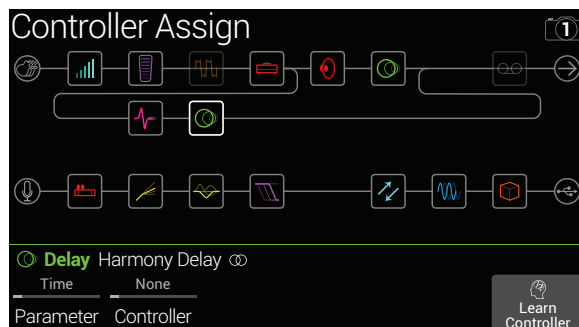 Controller Assign
1
Delay Harmony Delay
Time None
Parameter Controller
Learn
Controller